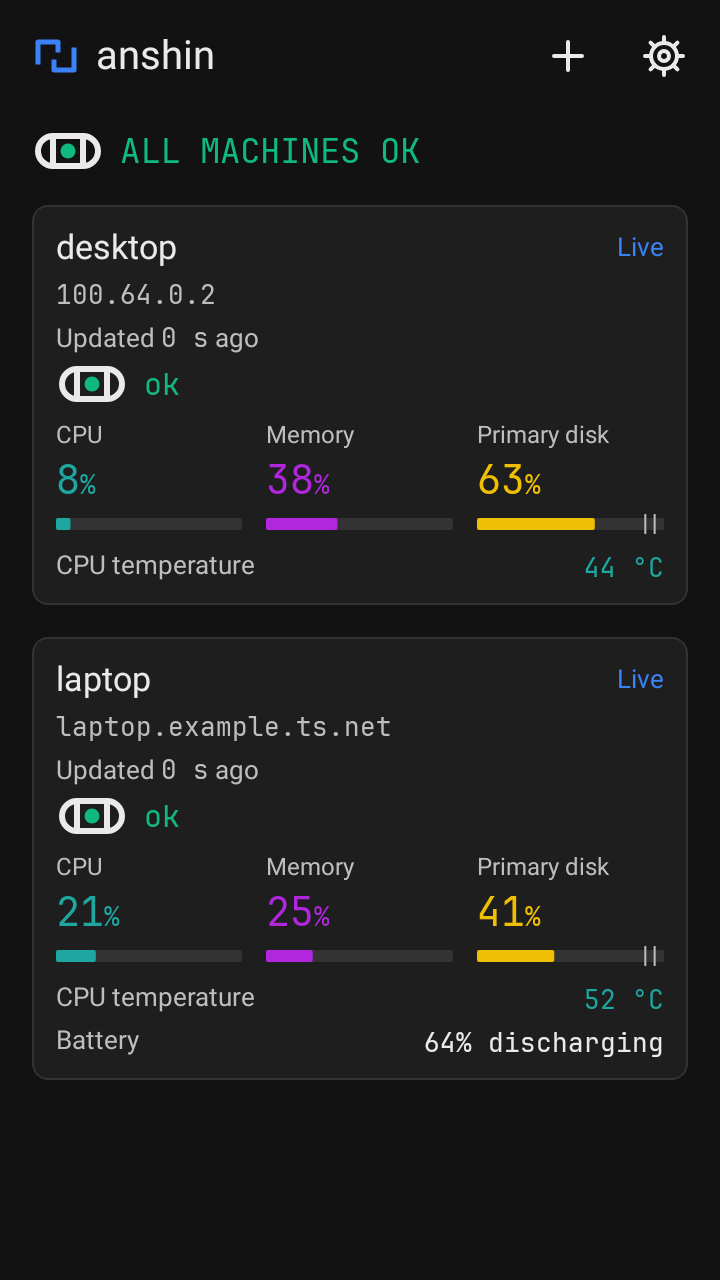 anshin
ALL MACHINES OK
desktop Live
100.64.0.2
Updated 0 s ago
ok
CPU Memory Primary disk
8% 38% 63%
CPU temperature 44 °C
laptop Live
laptop.example.ts.net
Updated 0 s ago
ok
CPU Memory Primary disk
21% 25% 41%
CPU temperature 52 °C
Battery 64% discharging